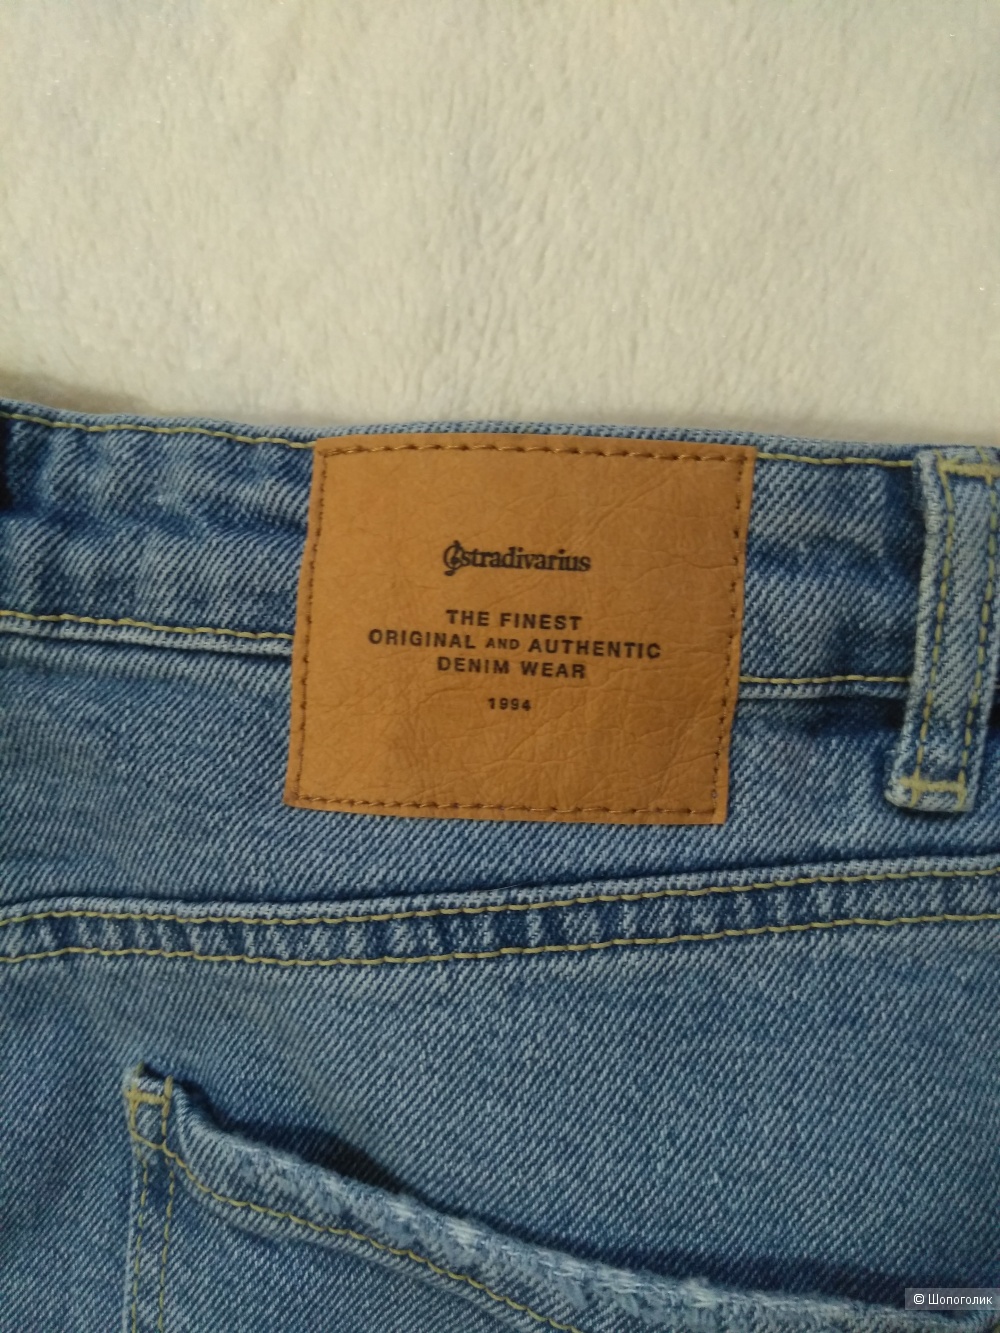 stradivarius
THE FINEST
ORIGINAL AND AUTHENTIC
DENIM WEAR
1994
© Шопоголик